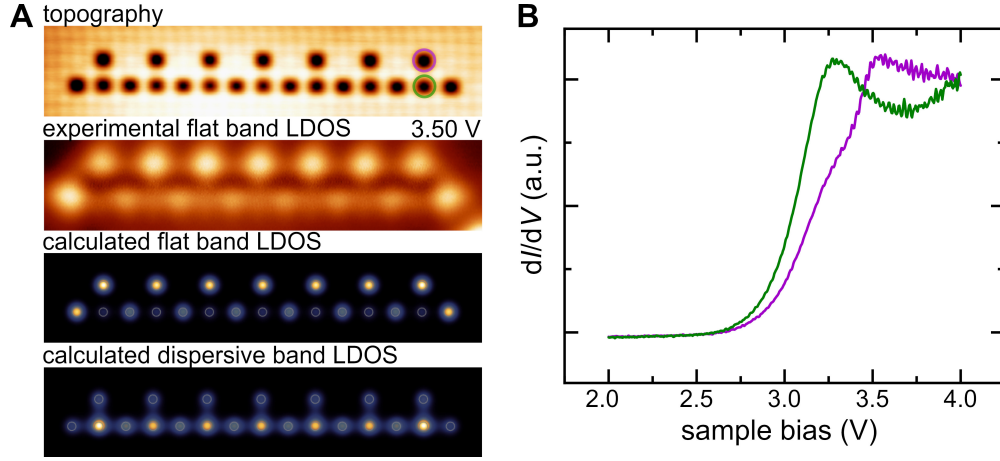 A
topography
experimental flat band LDOS 3.50 V
calculated flat band LDOS
calculated dispersive band LDOS
B
dI/dV (a.u.)
2.0 2.5 3.0 3.5 4.0
sample bias (V)